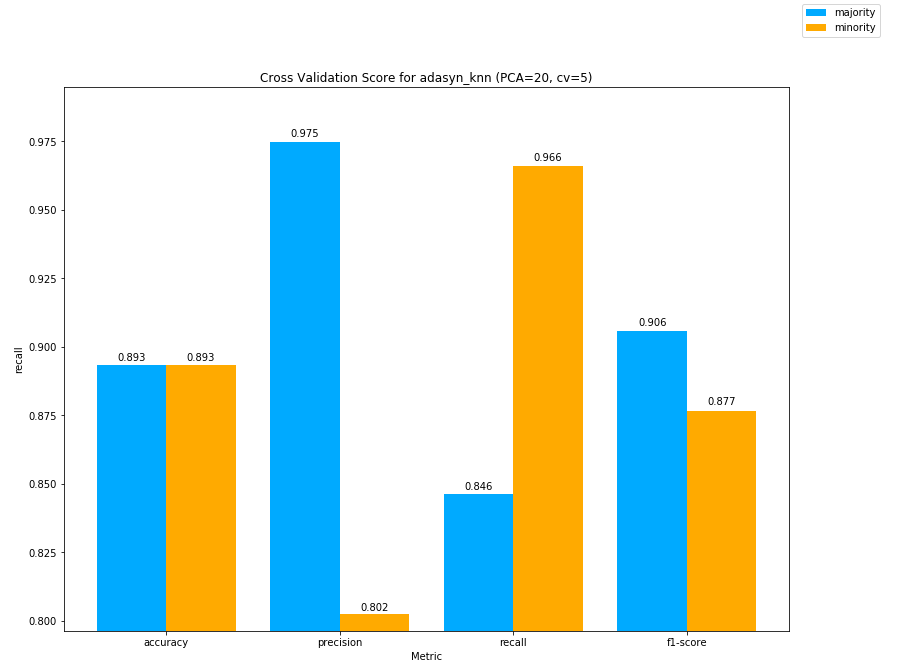 majority
minority
Cross Validation Score for adasyn_knn (PCA=20, cv=5)
0.975
0.950
0.925
0.900
0.875
0.850
0.825
0.800
recall
0.893
0.893
0.975
0.802
0.846
0.966
0.906
0.877
accuracy
precision
recall
f1-score
Metric